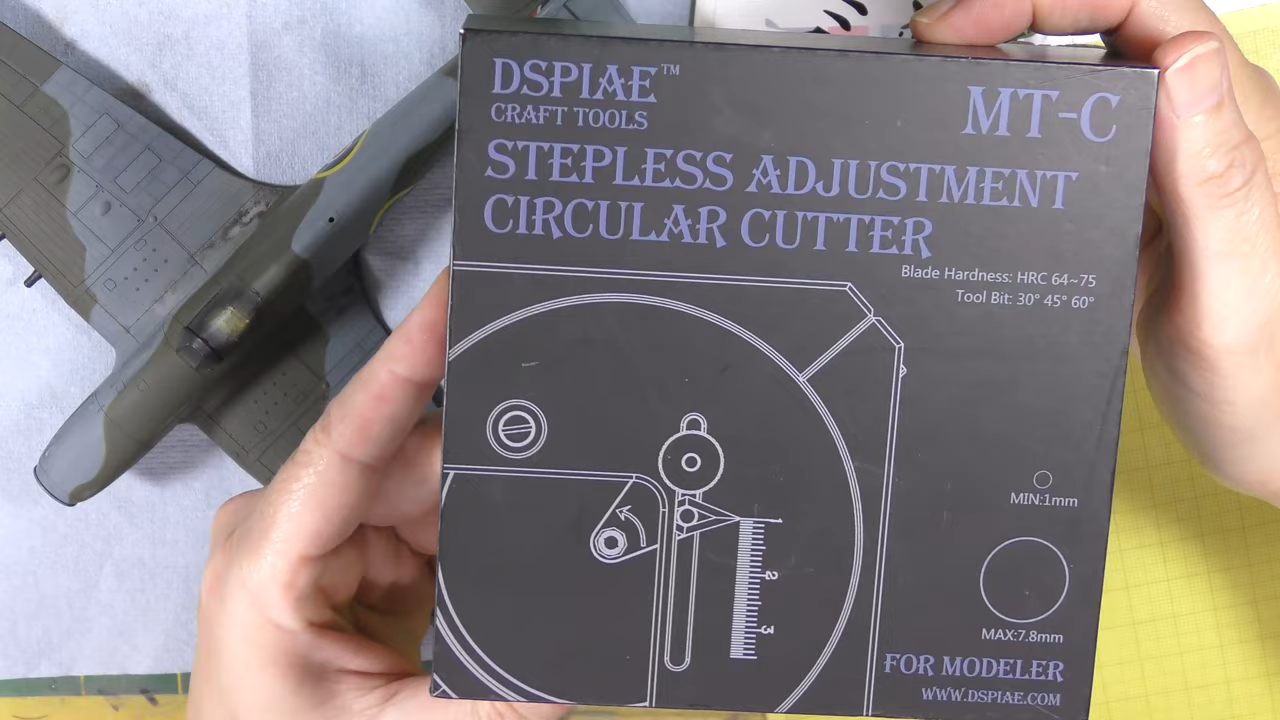 DSPIAE™
CRAFT TOOLS
MT-C
STEPLESS ADJUSTMENT
CIRCULAR CUTTER
Blade Hardness: HRC 64~75
Tool Bit: 30° 45° 60°
1
2
3
MIN:1mm
MAX:7.8mm
FOR MODELER
WWW.DSPIAE.COM